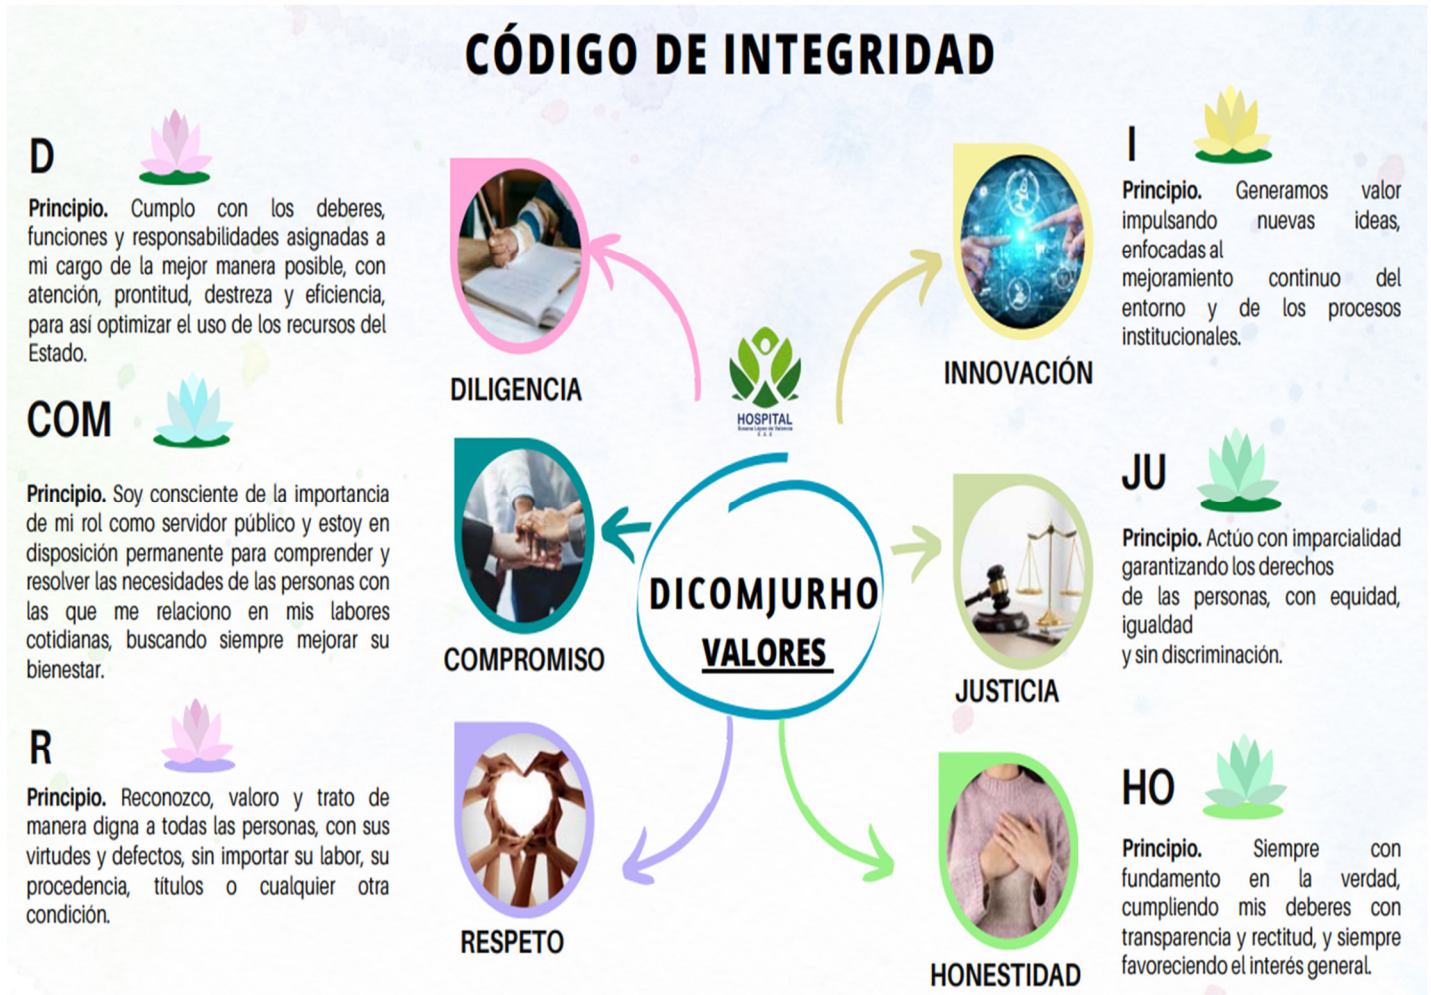 CÓDIGO DE INTEGRIDAD
D
Principio. Cumplo con los deberes,
funciones y responsabilidades asignadas a
mi cargo de la mejor manera posible, con
atención, prontitud, destreza y eficiencia,
para así optimizar el uso de los recursos del
Estado.
DILIGENCIA
COM
Principio. Soy consciente de la importancia
de mi rol como servidor público y estoy en
disposición permanente para comprender y
resolver las necesidades de las personas con
las que me relaciono en mis labores
cotidianas, buscando siempre mejorar su
bienestar.
COMPROMISO
R
Principio. Reconozco, valoro y trato de
manera digna a todas las personas, con sus
virtudes y defectos, sin importar su labor, su
procedencia, títulos o cualquier otra
condición.
RESPETO
HOSPITAL
Susana López de Valencia
E.S.E
DICOMJURHO
VALORES
I
Principio. Generamos valor
impulsando nuevas ideas,
enfocadas al
mejoramiento continuo del
entorno y de los procesos
institucionales.
INNOVACIÓN
JU
Principio. Actúo con imparcialidad
garantizando los derechos
de las personas, con equidad,
igualdad
y sin discriminación.
JUSTICIA
HO
Principio. Siempre con
fundamento en la verdad,
cumpliendo mis deberes con
transparencia y rectitud, y siempre
favoreciendo el interés general.
HONESTIDAD